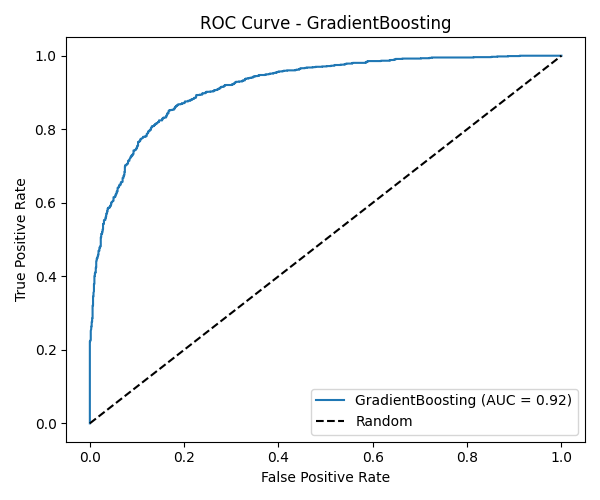 ROC Curve - GradientBoosting
True Positive Rate
1.0
0.8
0.6
0.4
0.2
0.0
GradientBoosting (AUC = 0.92)
Random
0.0 0.2 0.4 0.6 0.8 1.0
False Positive Rate